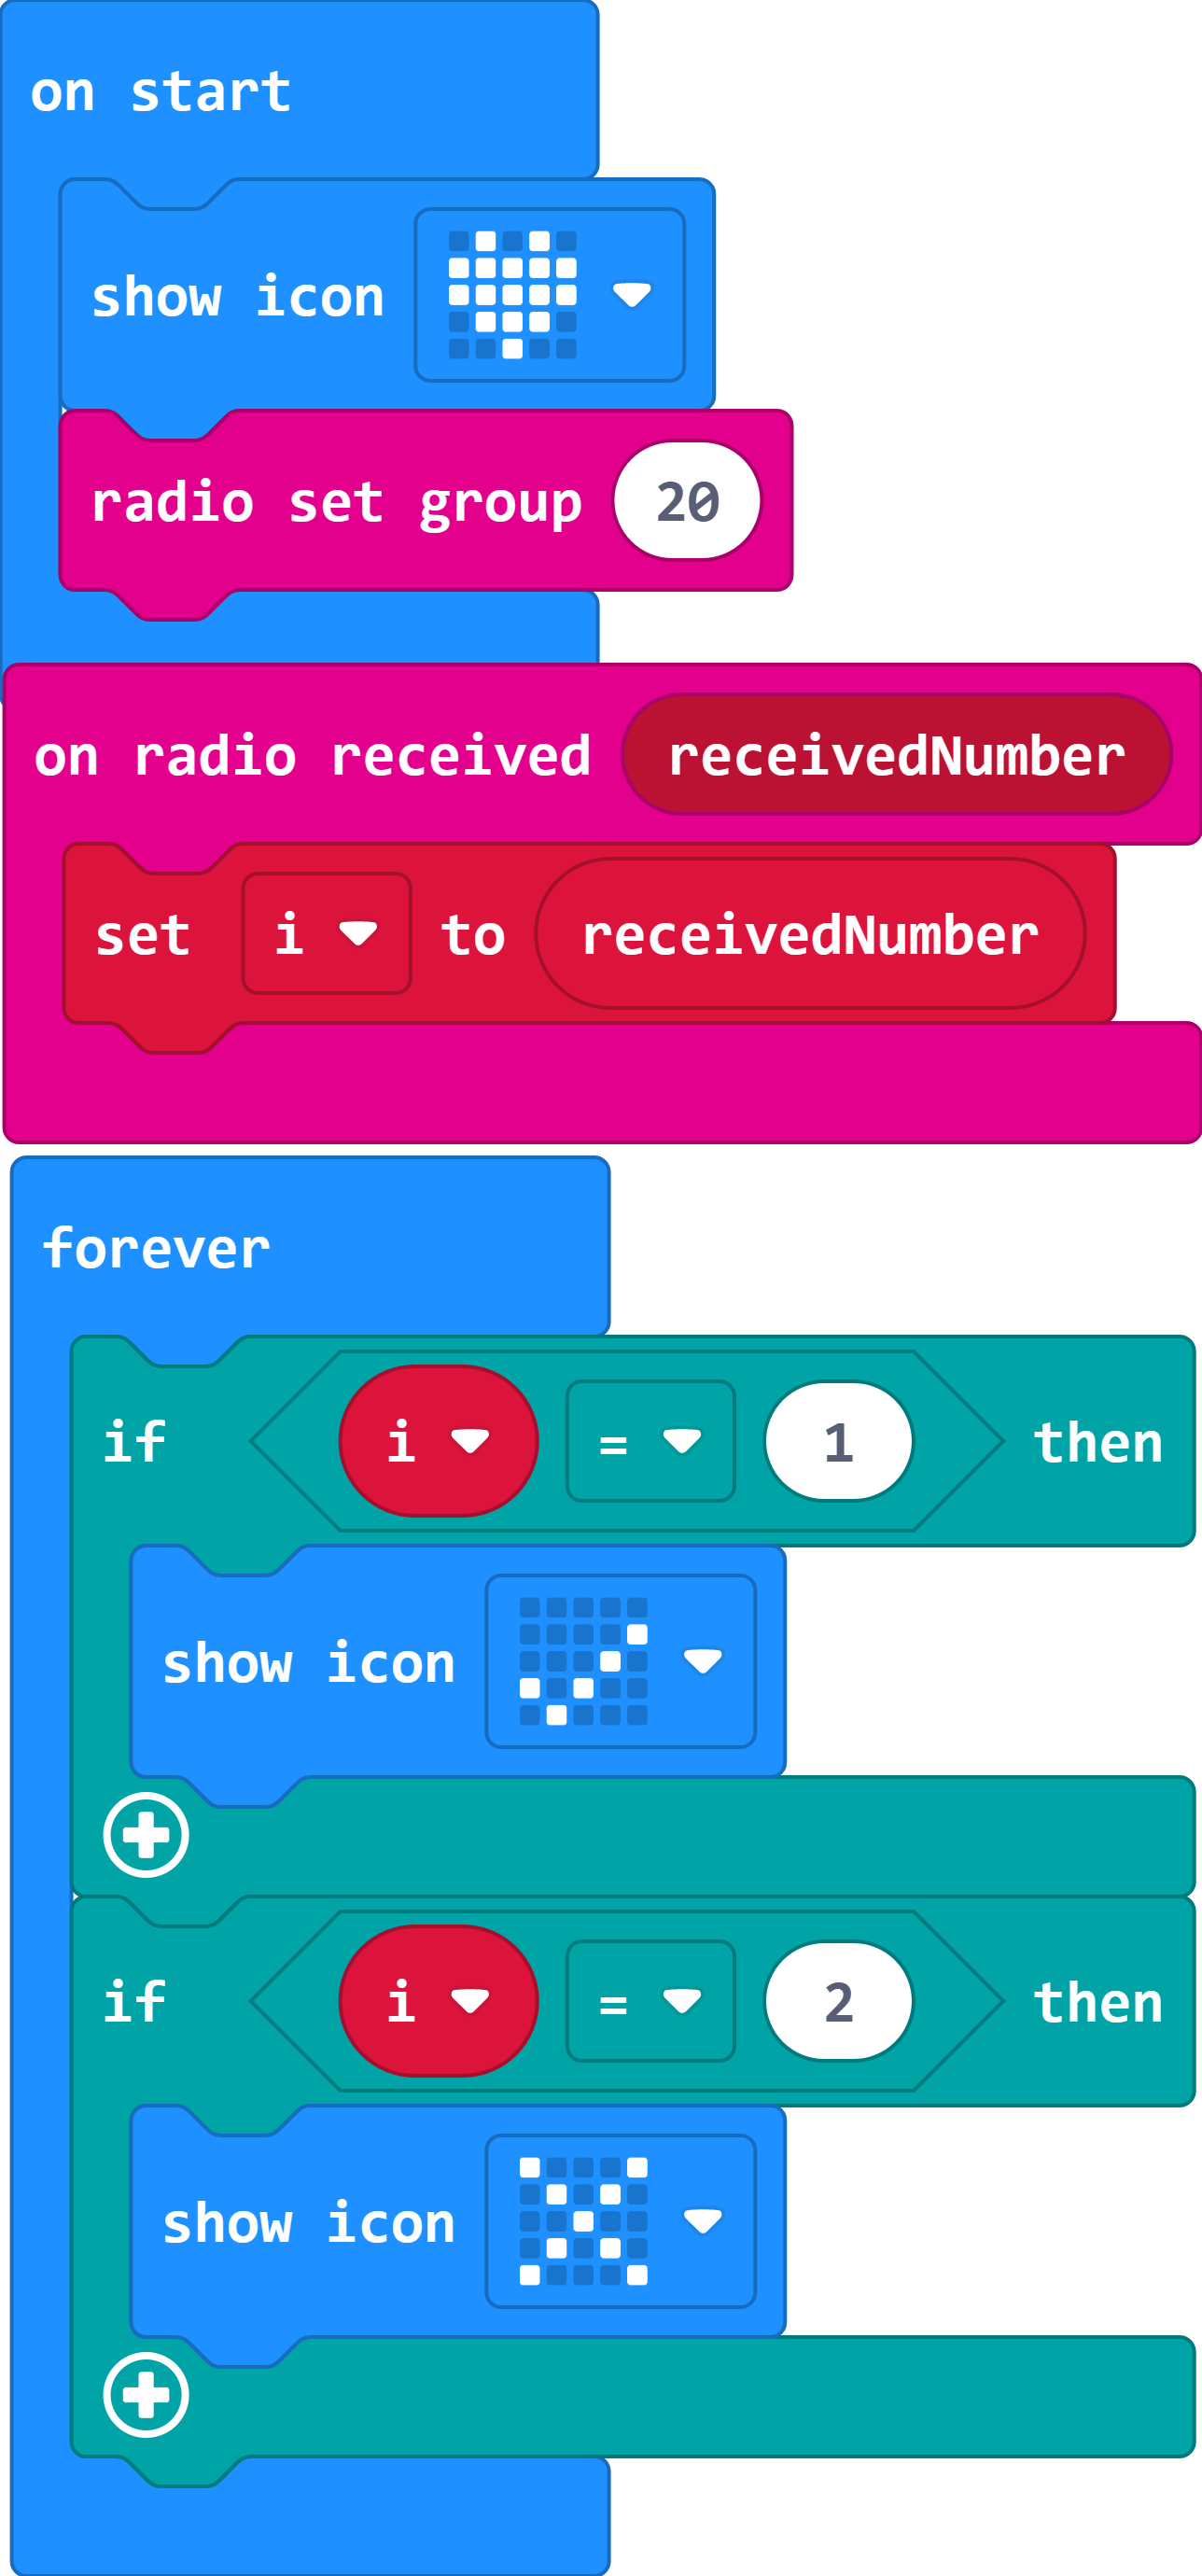 on start
show icon
radio set group 20
on radio received receivedNumber
set i to receivedNumber
forever
if i = 1 then
show icon
if i = 2 then
show icon